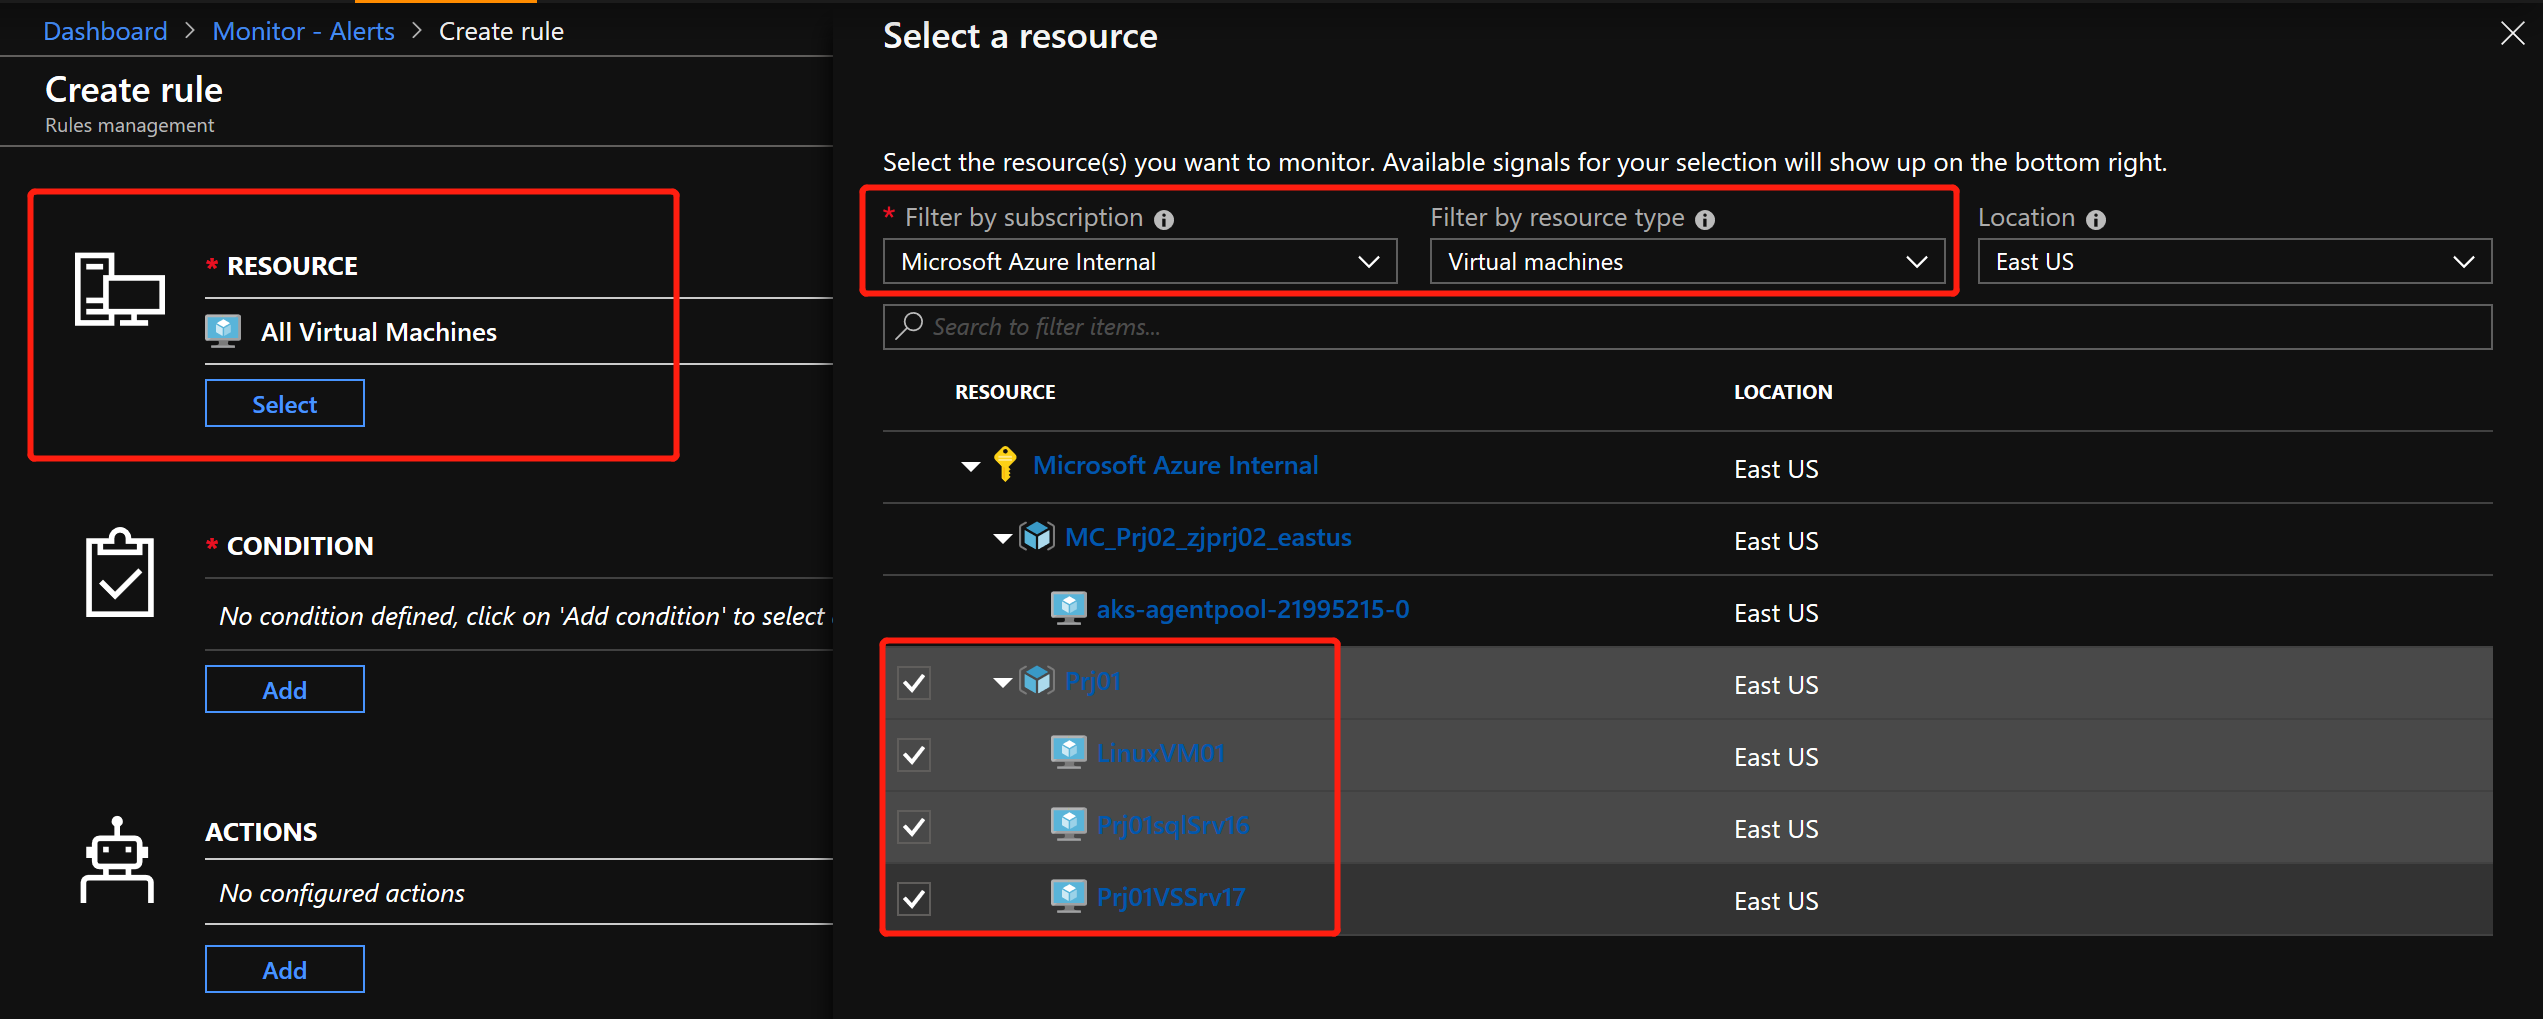 Dashboard > Monitor - Alerts > Create rule
Create rule
Rules management
* RESOURCE
All Virtual Machines
Select
* CONDITION
No condition defined, click on 'Add condition' to select
Add
ACTIONS
No configured actions
Add
Select a resource
Select the resource(s) you want to monitor. Available signals for your selection will show up on the bottom right.
* Filter by subscription Filter by resource type Location
Microsoft Azure Internal Virtual machines East US
Search to filter items...
RESOURCE LOCATION
Microsoft Azure Internal East US
MC_Prj02_zjprj02_eastus East US
aks-agentpool-21995215-0 East US
Prj01 East US
LinuxVM01 East US
Prj01sqlSrv16 East US
Prj01VSSrv17 East US